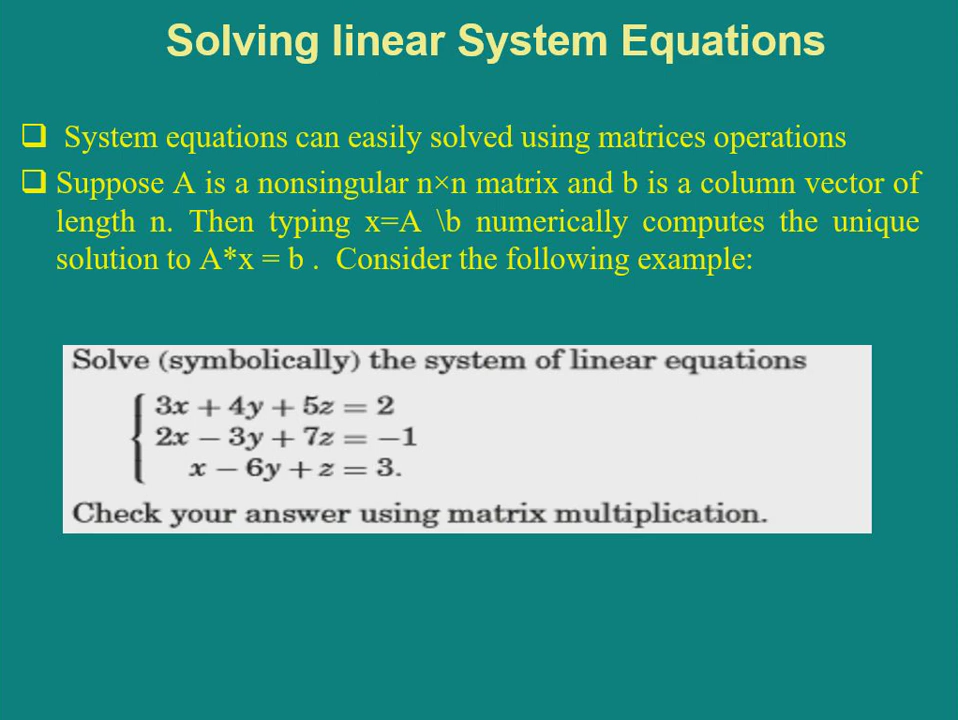 Solving linear System Equations
System equations can easily solved using matrices operations
Suppose A is a nonsingular n×n matrix and b is a column vector of
length n. Then typing x=A \b numerically computes the unique
solution to A*x = b . Consider the following example:
Solve (symbolically) the system of linear equations
3x + 4y + 5z = 2
2x − 3y + 7z = −1
x − 6y + z = 3.
Check your answer using matrix multiplication.